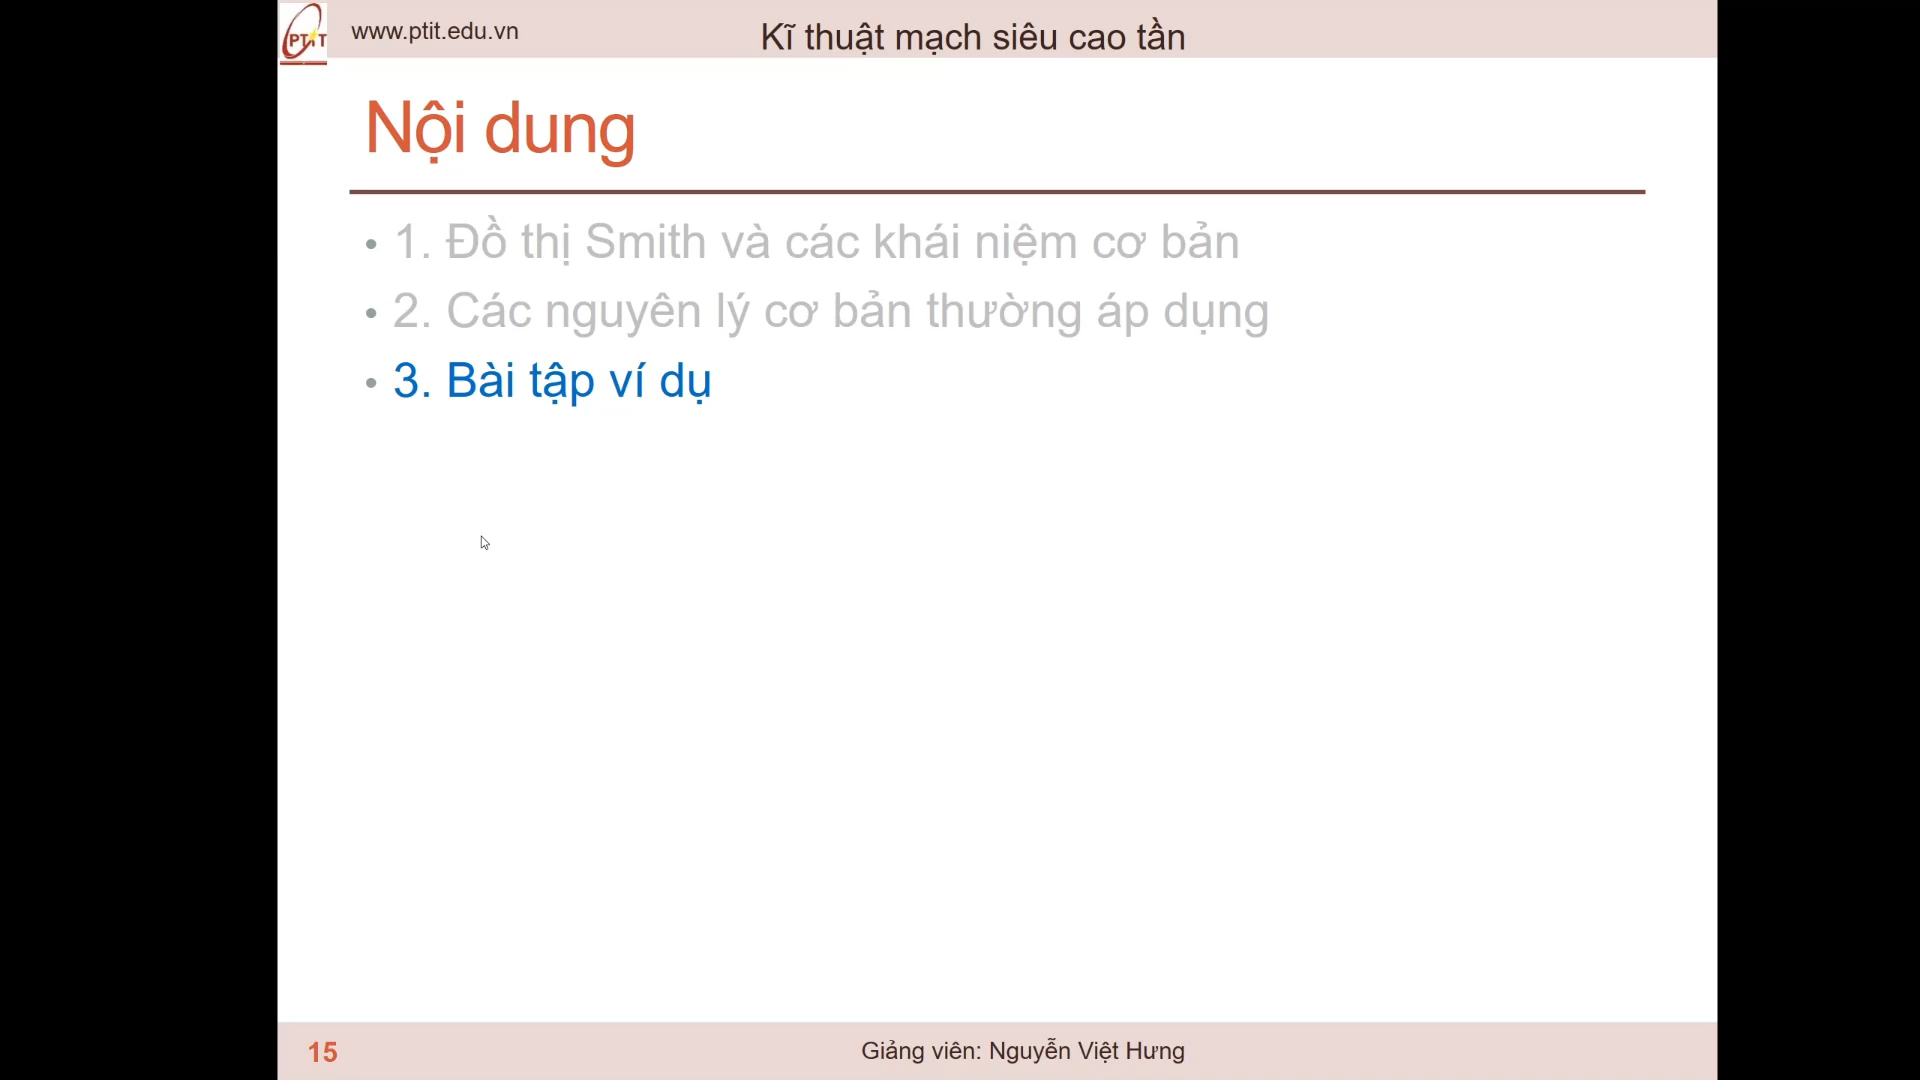 PTIT
www.ptit.edu.vn
Kĩ thuật mạch siêu cao tần
Nội dung
• 1. Đồ thị Smith và các khái niệm cơ bản
• 2. Các nguyên lý cơ bản thường áp dụng
• 3. Bài tập ví dụ
15
Giảng viên: Nguyễn Việt Hưng